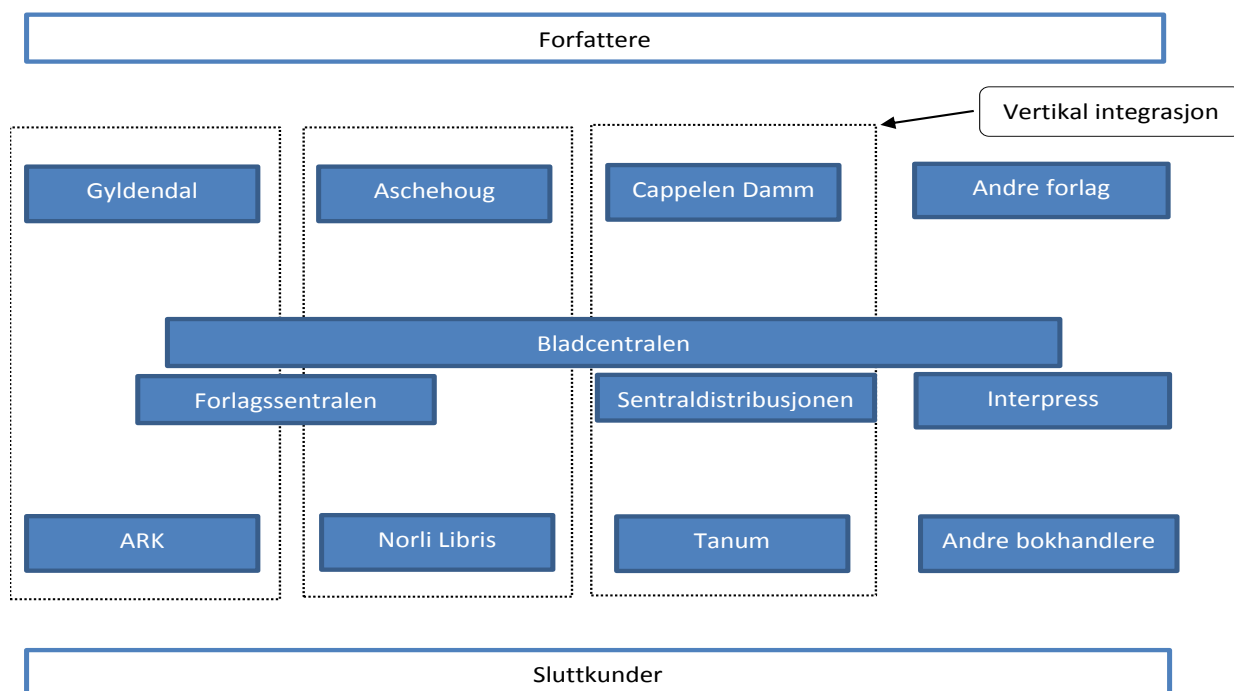 Forfattere
Vertikal integrasjon
Gyldendal
Aschehoug
Cappelen Damm
Andre forlag
Bladcentralen
Forlagssentralen
Sentraldistribusjonen
Interpress
ARK
Norli Libris
Tanum
Andre bokhandlere
Sluttkunder